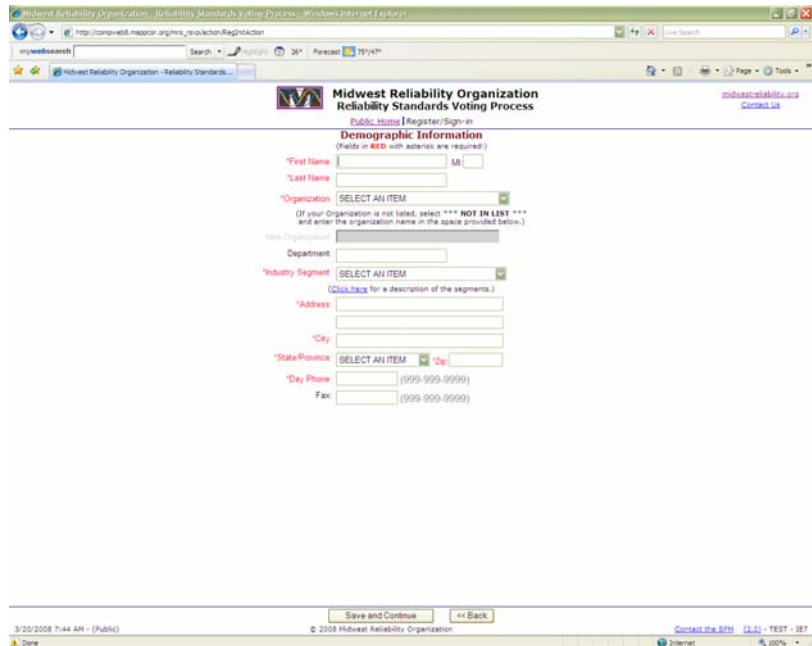 Midwest Reliability Organization - Reliability Standards Voting Process - Windows Internet Explorer
http://compweb8.mappcor.org/mro_rsvp/action/RegInitAction
Live Search
mywebsearch Search Highlight 36° Forecast 75°/47°
Midwest Reliability Organization - Reliability Standards... Page Tools
Midwest Reliability Organization
midwestreliability.org
Reliability Standards Voting Process
Contact Us
Public Home | Register/Sign-in
Demographic Information
(Fields in RED with asterisk are required!)
*First Name MI
*Last Name
*Organization SELECT AN ITEM
(If your Organization is not listed, select *** NOT IN LIST ***
and enter the organization name in the space provided below.)
New Organization
Department
*Industry Segment SELECT AN ITEM
(Click here for a description of the segments.)
*Address
*City
*State/Province SELECT AN ITEM *Zip
*Day Phone (999-999-9999)
Fax (999-999-9999)
Save and Continue << Back
3/20/2008 7:44 AM - (Public) © 2008 Midwest Reliability Organization Contact the SPM (2.0) - TEST - IE7
Done Internet 100%